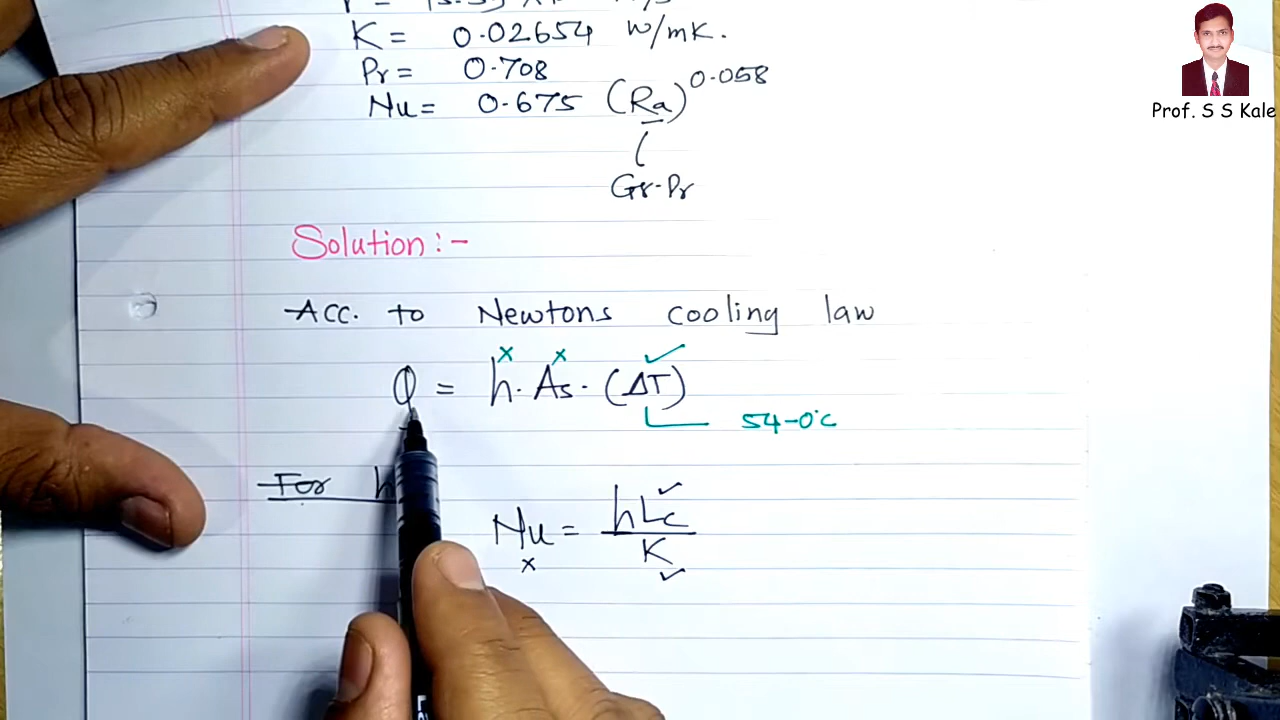 K = 0.02654 W/mK.
Pr = 0.708
Nu = 0.675 (Ra)^0.058
Gr·Pr
Prof. S S Kale
Solution :-
Acc. to Newtons cooling law
Q = h· As· (ΔT)
54-0°C
For h
Nu = hLc / K